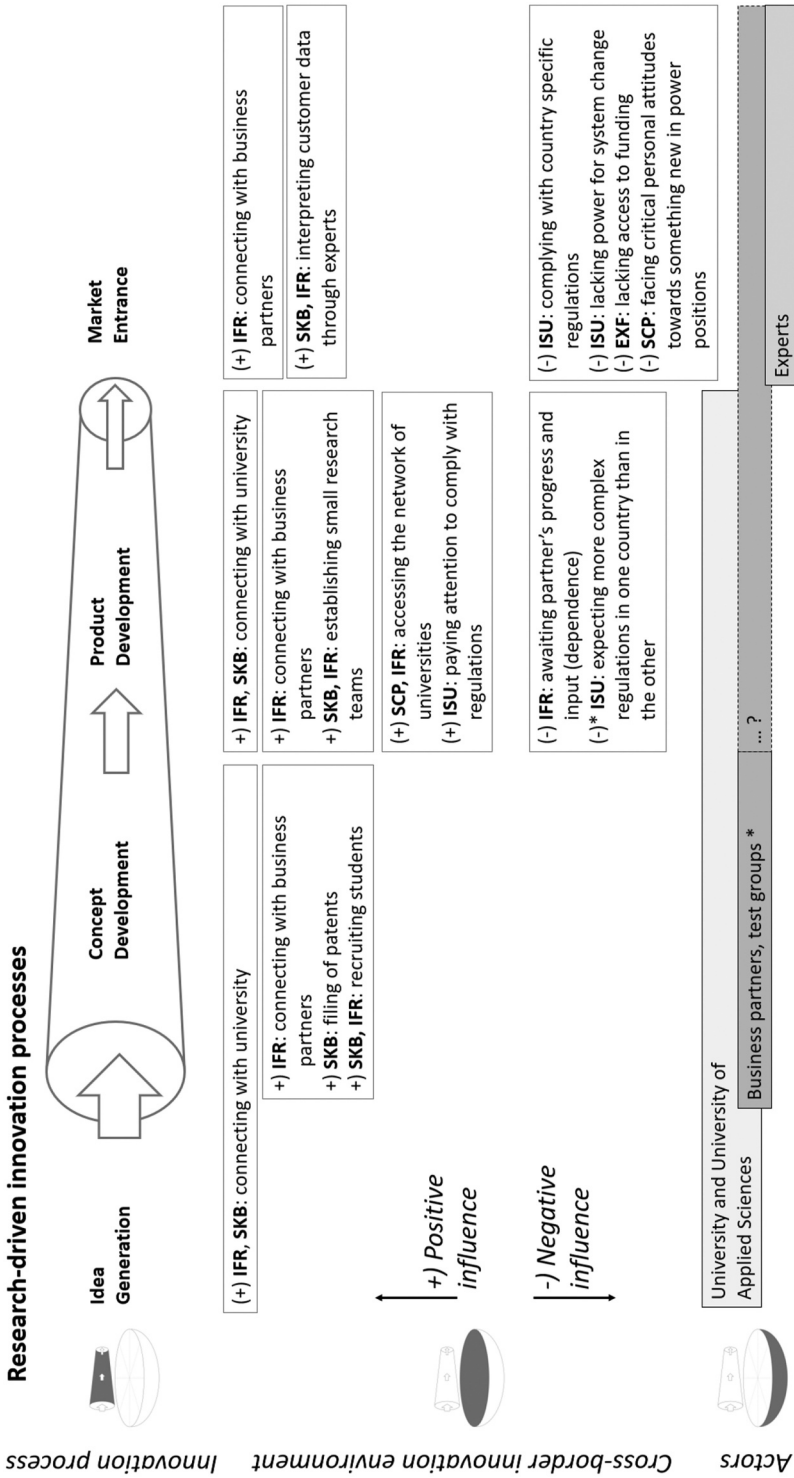 Research-driven innovation processes
Innovation process
Idea
Generation
Concept
Development
Product
Development
Market
Entrance
Cross-border innovation environment
(+) IFR, SKB: connecting with university
+) IFR: connecting with business
partners
+) SKB: filing of patents
+) SKB, IFR: recruiting students
+) IFR, SKB: connecting with university
+) IFR: connecting with business
partners
+) SKB, IFR: establishing small research
teams
(+) SCP, IFR: accessing the network of
universities
(+) ISU: paying attention to comply with
regulations
(+) IFR: connecting with business
partners
(+) SKB, IFR: interpreting customer data
through experts
+) Positive
influence
-) Negative
influence
(-) IFR: awaiting partner's progress and
input (dependence)
(-)* ISU: expecting more complex
regulations in one country than in
the other
(-) ISU: complying with country specific
regulations
(-) ISU: lacking power for system change
(-) EXF: lacking access to funding
(-) SCP: facing critical personal attitudes
towards something new in power
positions
Actors
University and University of
Applied Sciences
Business partners, test groups *
... ?
Experts